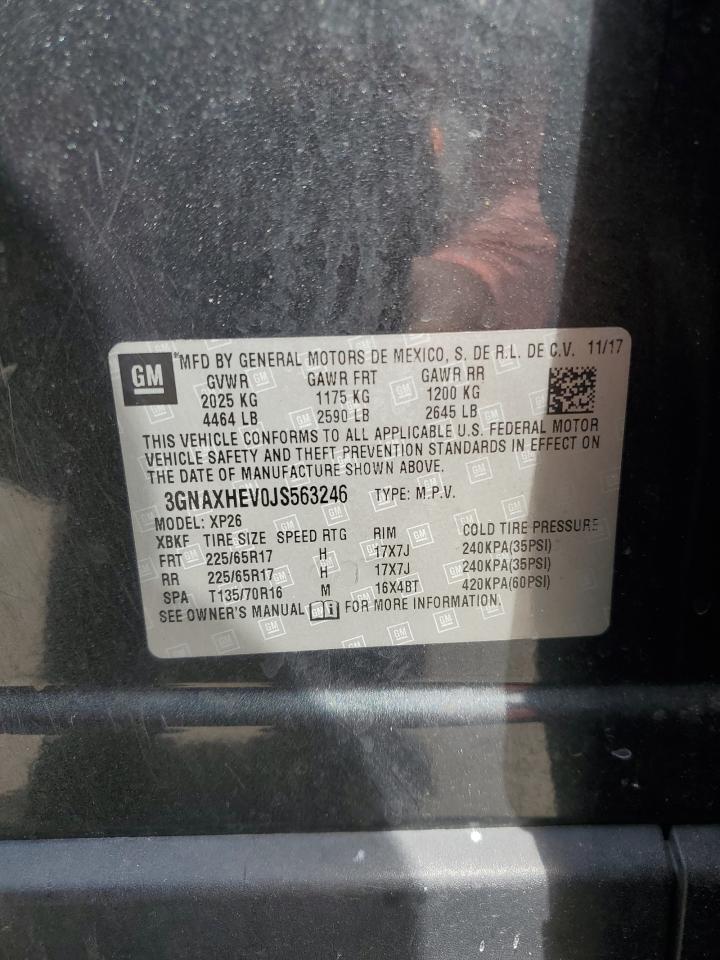 GM
*MFD BY GENERAL MOTORS DE MEXICO, S. DE R.L. DE C.V. 11/17
GVWR GAWR FRT GAWR RR
2025 KG 1175 KG 1200 KG
4464 LB 2590 LB 2645 LB
THIS VEHICLE CONFORMS TO ALL APPLICABLE U.S. FEDERAL MOTOR
VEHICLE SAFETY AND THEFT PREVENTION STANDARDS IN EFFECT ON
THE DATE OF MANUFACTURE SHOWN ABOVE.
3GNAXHEV0JS563246 TYPE: M.P.V.
MODEL: XP26
XBKF TIRE SIZE SPEED RTG RIM COLD TIRE PRESSURE
FRT 225/65R17 H 17X7J 240KPA(35PSI)
RR 225/65R17 H 17X7J 240KPA(35PSI)
SPA T135/70R16 M 16X4BT 420KPA(60PSI)
SEE OWNER'S MANUAL FOR MORE INFORMATION.